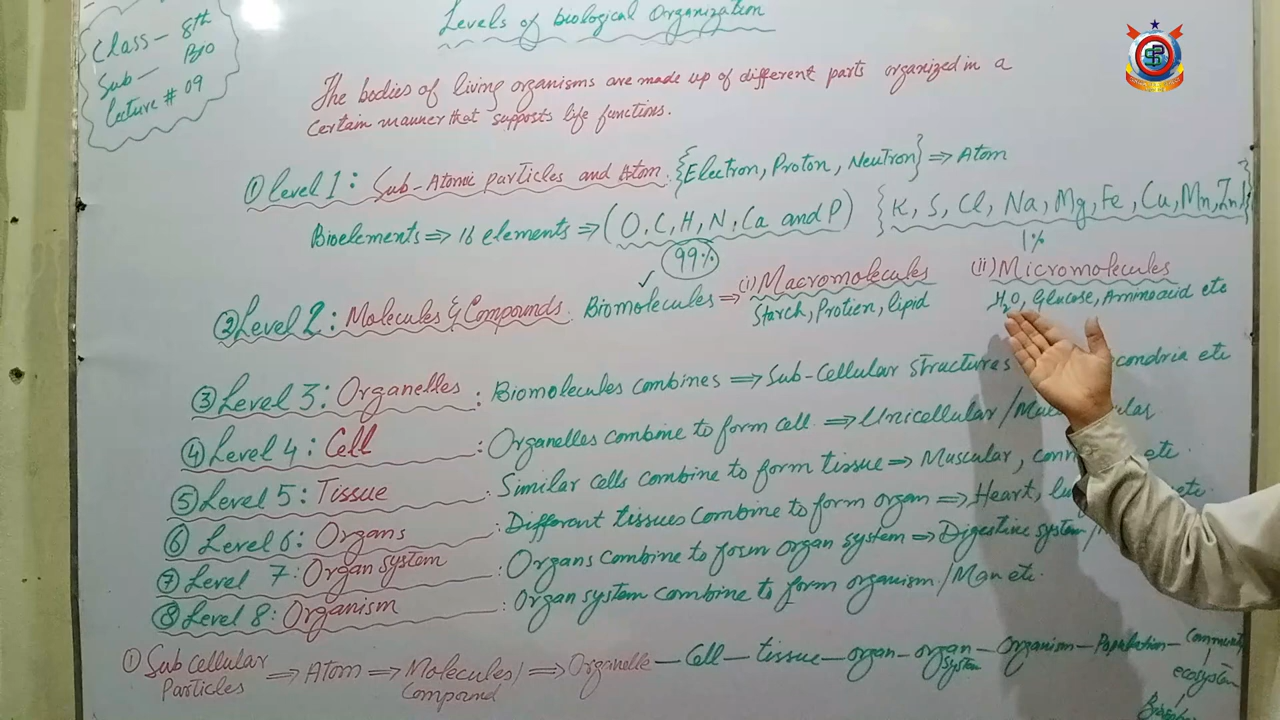 Levels of biological Organization
Class - 8th
Sub - Bio
Lecture # 09
The bodies of living organisms are made up of different parts organized in a
certain manner that supports life functions.
① Level 1: Sub-Atomic particles and Atom. {Electron, Proton, Neutron} ⇒ Atom
Bioelements ⇒ 16 elements ⇒ (O, C, H, N, Ca and P) {K, S, Cl, Na, Mg, Fe, Cu, Mn, Zn}
99% 1%
② Level 2: Molecules & Compounds. Biomolecules ⇒ (i) Macromolecules (ii) Micromolecules
Starch, Protien, lipid H₂O, Glucose, Amino acid etc
③ Level 3: Organelles : Biomolecules combines ⇒ Sub-Cellular structures condria etc
④ Level 4: Cell : Organelles combine to form cell ⇒ Unicellular /
⑤ Level 5: Tissue : Similar cells combine to form tissue ⇒ Muscular, etc.
⑥ Level 6: Organs : Different tissues combine to form organ ⇒ Heart, etc.
⑦ Level 7: Organ system : Organs combine to form organ system ⇒ Digestive system /
⑧ Level 8: Organism : Organ system combine to form organism. / Man etc.
① Sub cellular Particles ⇒ Atom ⇒ Molecules / Compound ⇒ Organelle - Cell - tissue - organ - organ system - Organism - Population -
ecosystem